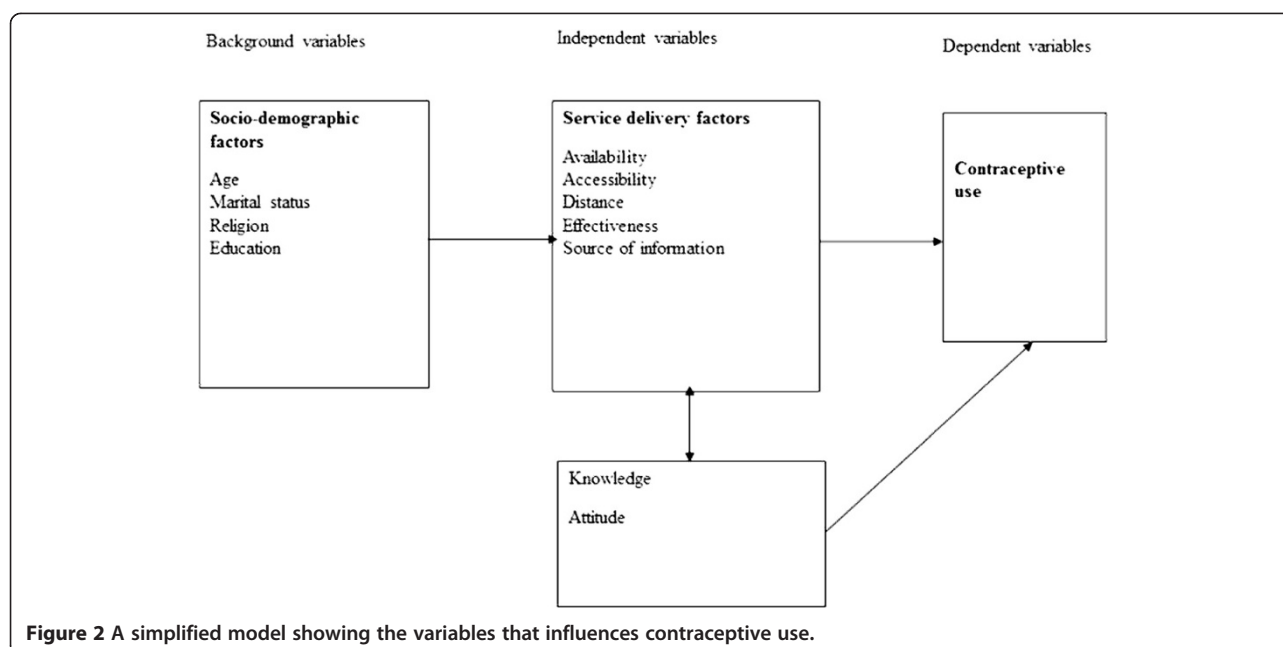 Background variables
Independent variables
Dependent variables
Socio-demographic
factors
Age
Marital status
Religion
Education
Service delivery factors
Availability
Accessibility
Distance
Effectiveness
Source of information
Contraceptive
use
Knowledge
Attitude
Figure 2 A simplified model showing the variables that influences contraceptive use.